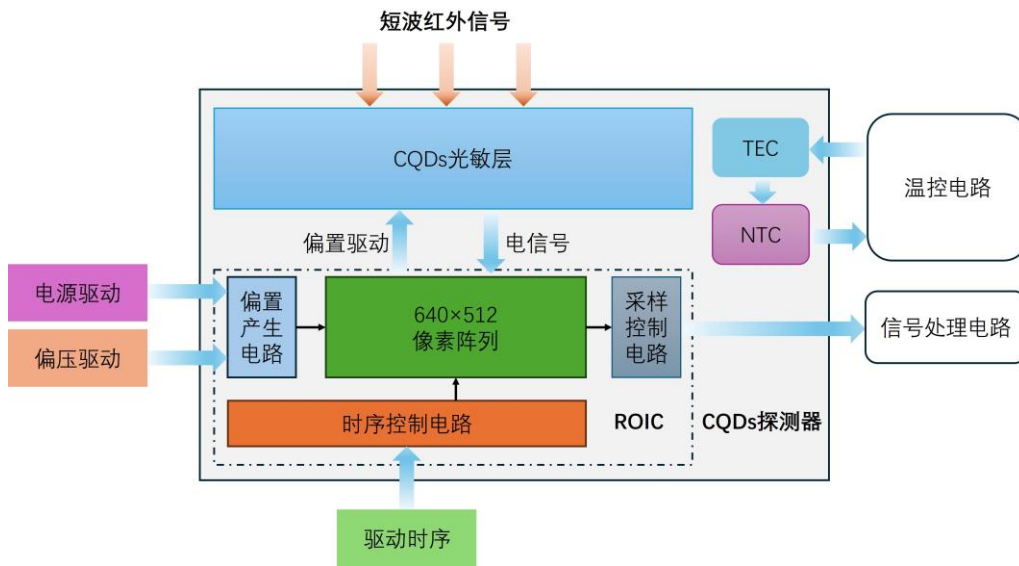 短波红外信号
CQDs光敏层
TEC
温控电路
NTC
偏置驱动
电信号
电源驱动
偏置
产生
电路
640×512
像素阵列
采样
控制
电路
信号处理电路
偏压驱动
时序控制电路
ROIC
CQDs探测器
驱动时序